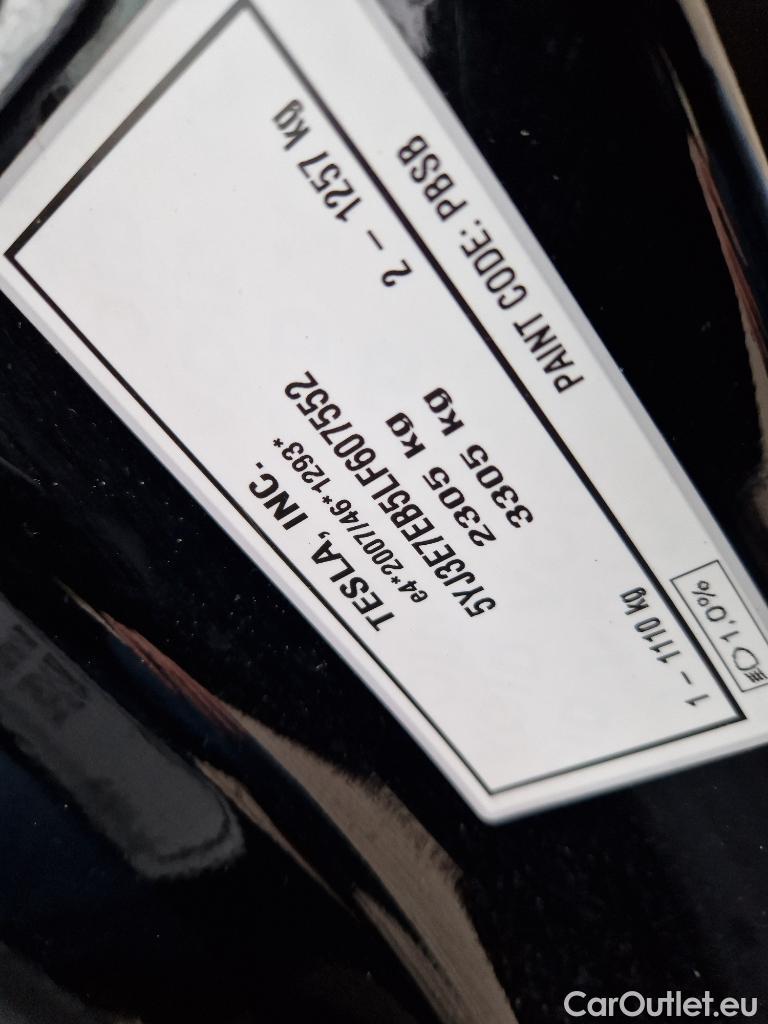 TESLA, INC.
e4*2007/46*1293*
5YJ3E7EB5LF607552
2305 kg
3305 kg
1 – 1110 kg
2 – 1257 kg
PAINT CODE: PBSB
1,0%
CarOutlet.eu